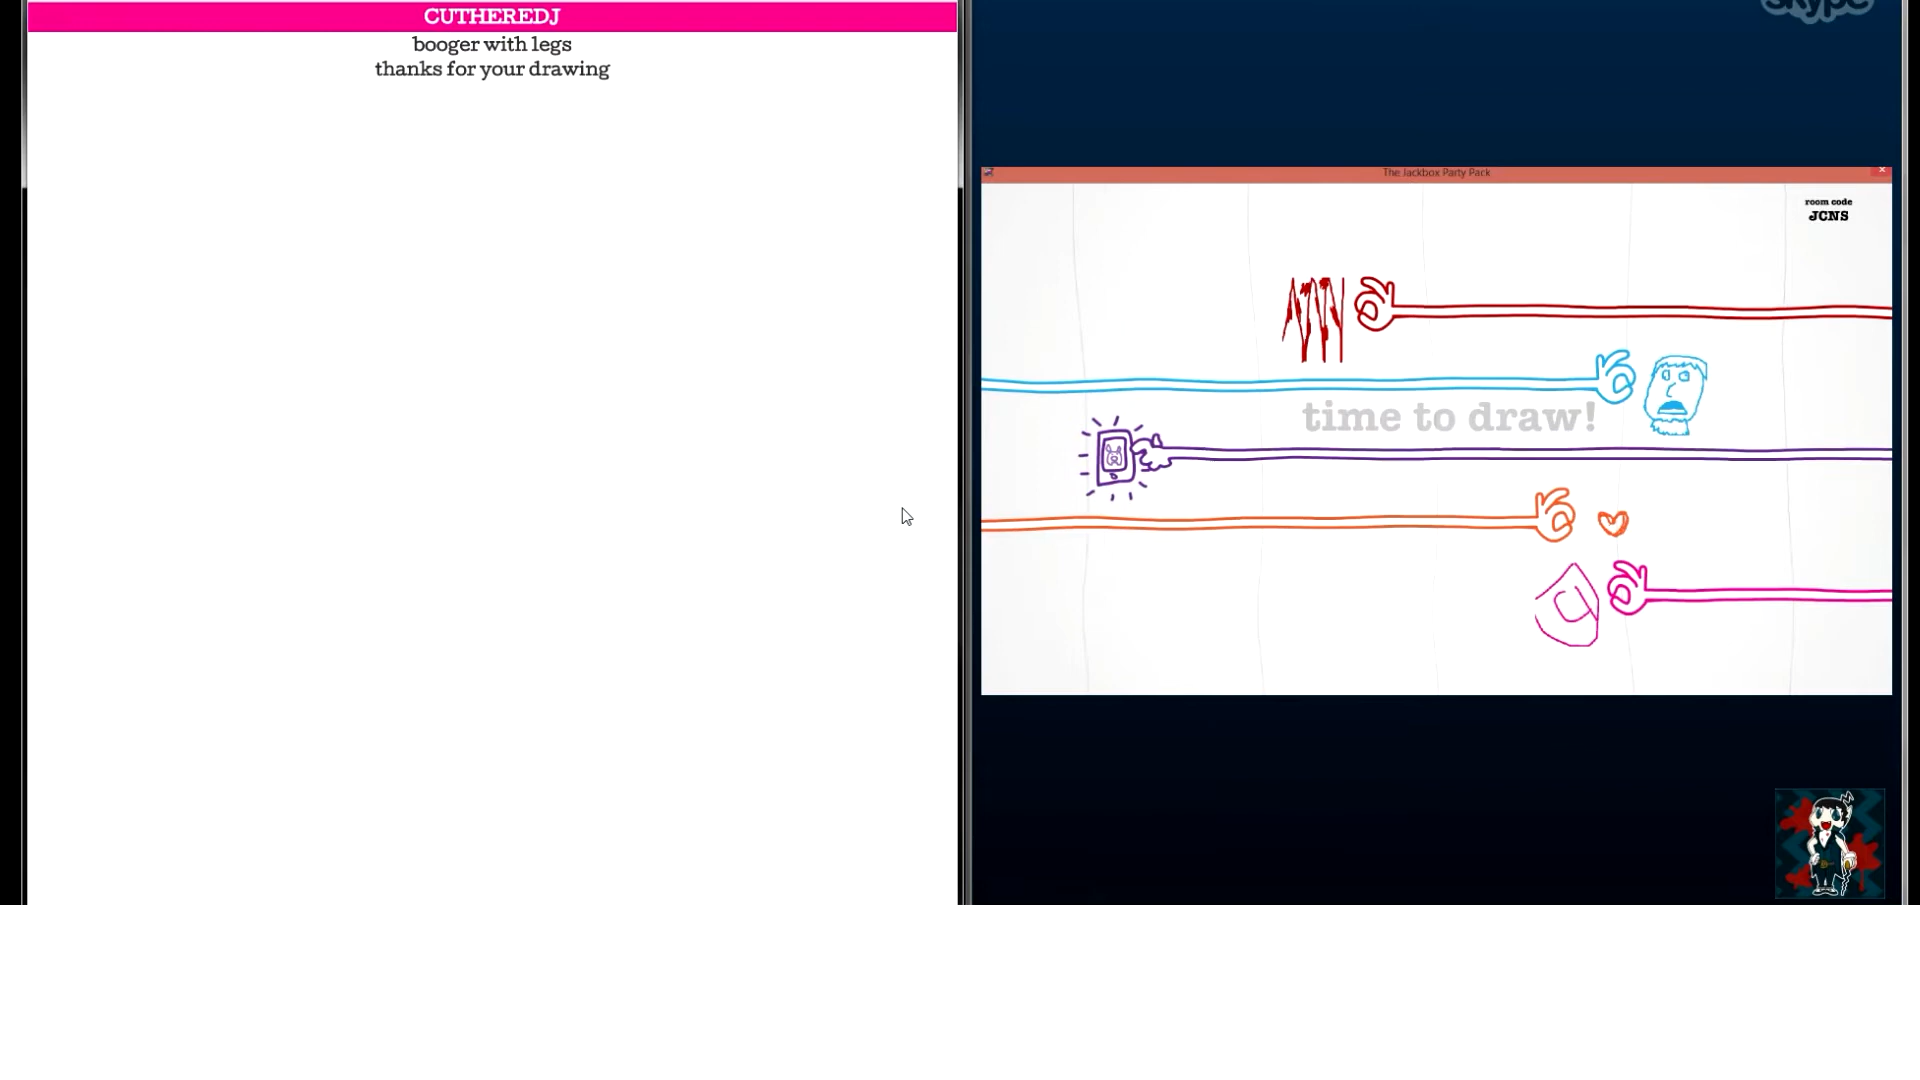 CUTHEREDJ
booger with legs
thanks for your drawing
skype
The Jackbox Party Pack
room code
JCNS
time to draw!